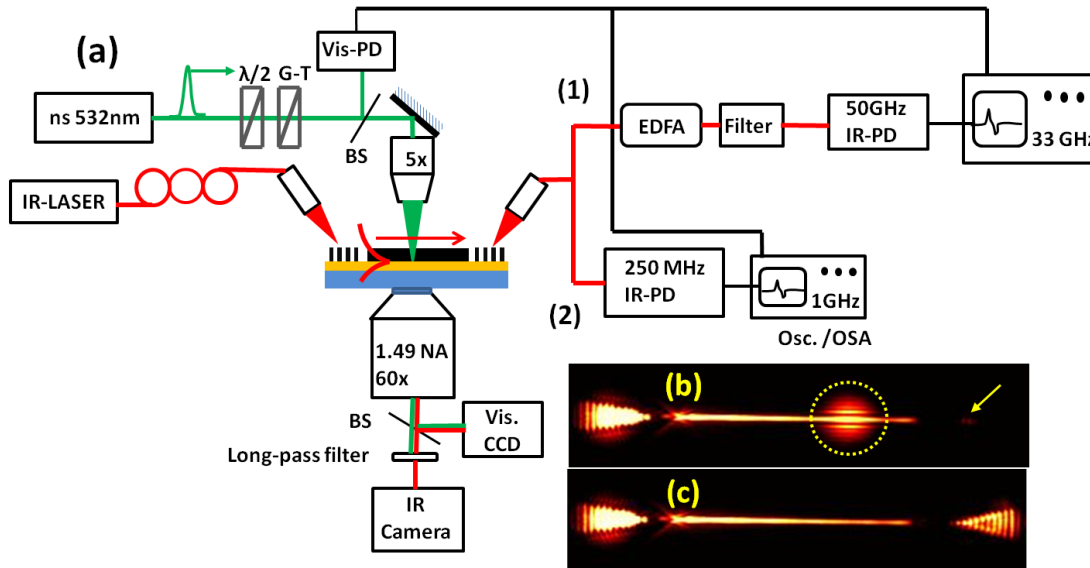 (a)
Vis-PD
λ/2 G-T
ns 532nm
BS
5x
IR-LASER
(1)
EDFA
Filter
50GHz
IR-PD
33 GHz
(2)
250 MHz
IR-PD
1GHz
Osc. /OSA
1.49 NA
60x
BS
Vis.
CCD
Long-pass filter
IR
Camera
(b)
(c)